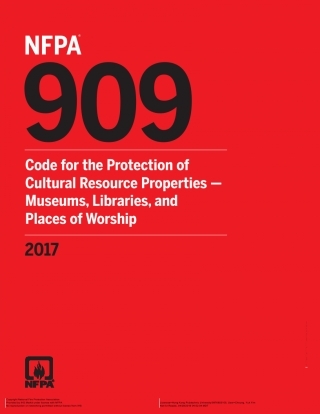 NFPA®
909
Code for the Protection of
Cultural Resource Properties —
Museums, Libraries, and
Places of Worship
2017
NFPA